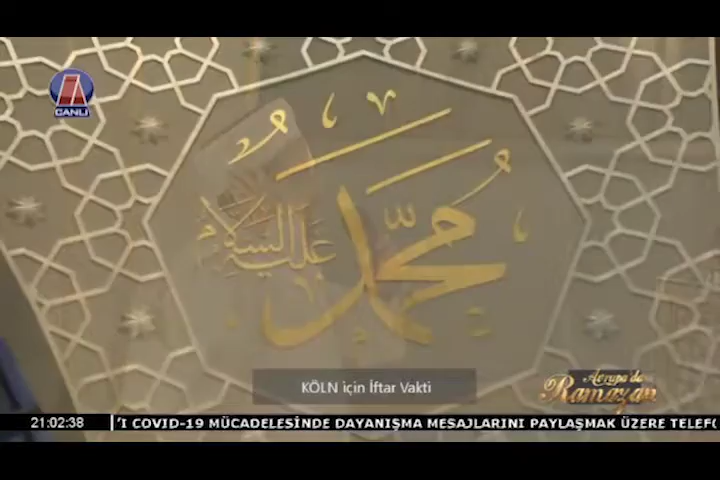 CANLI
محمد
عليه السلام
KÖLN için İftar Vakti
Avrupa'da
Ramazan
21:02:38
'I COVID-19 MÜCADELESİNDE DAYANIŞMA MESAJLARINI PAYLAŞMAK ÜZERE TELEFO